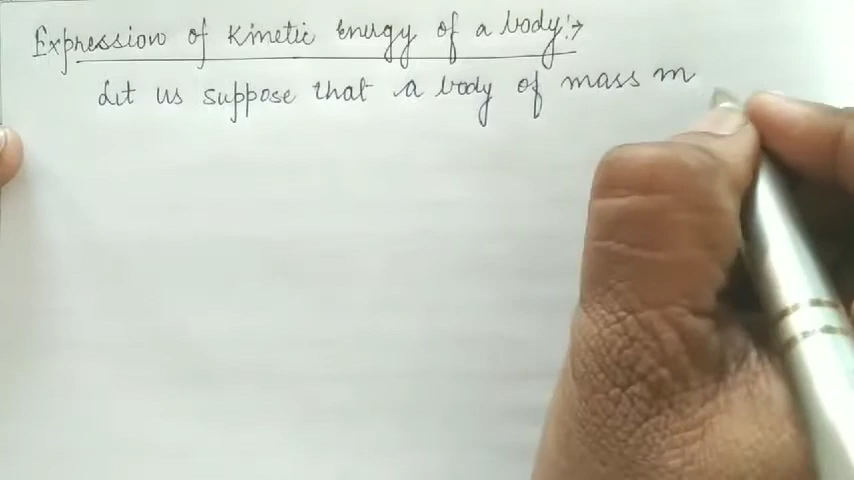 Expression of Kinetic Energy of a body:→
Let us suppose that a body of mass m